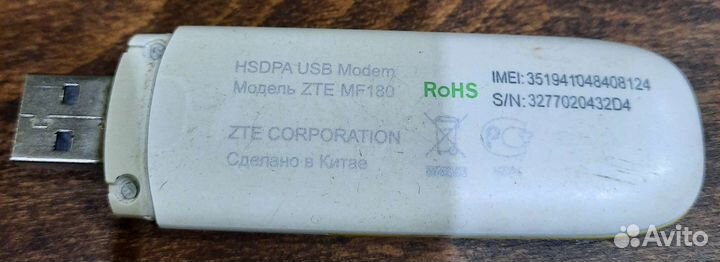 HSDPA USB Modem
Модель ZTE MF180
ZTE CORPORATION
Сделано в Китае
RoHS
IMEI: 351941048408124
S/N: 3277020432D4
Avito